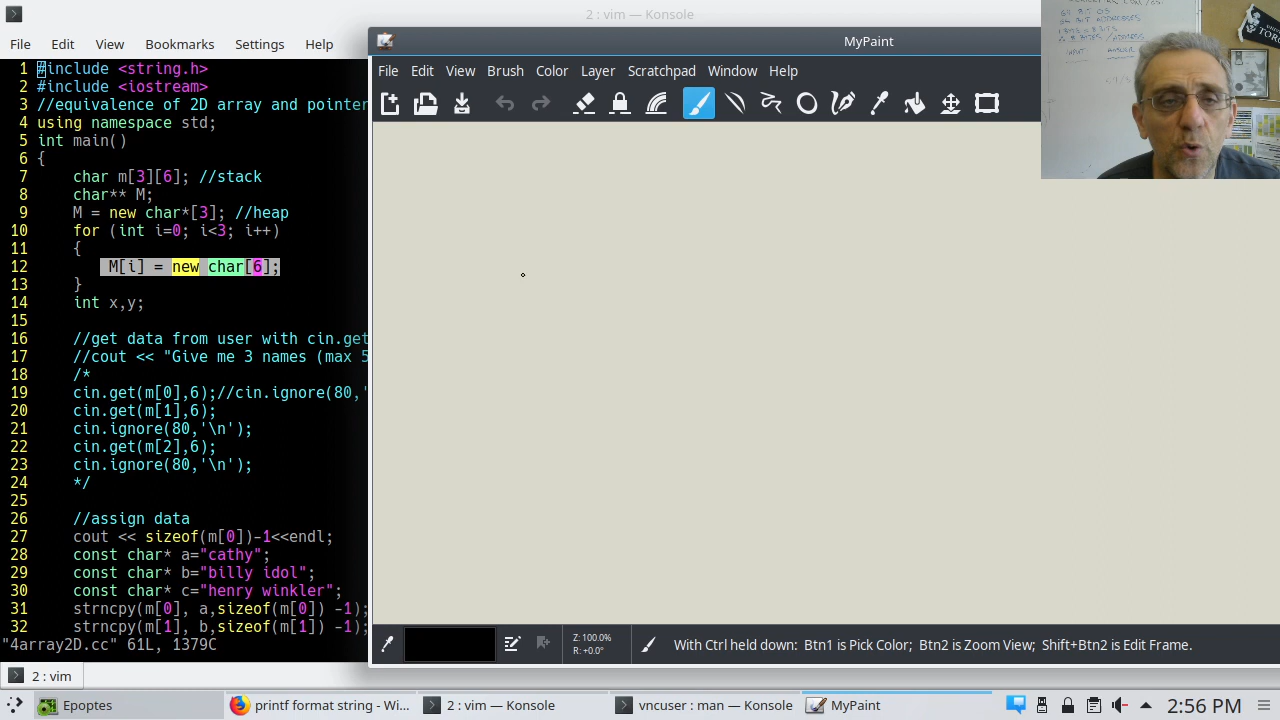 2 : vim — Konsole
File Edit View Bookmarks Settings Help
1 #include <string.h>
2 #include <iostream>
3 //equivalence of 2D array and pointer
4 using namespace std;
5 int main()
6 {
7 char m[3][6]; //stack
8 char** M;
9 M = new char*[3]; //heap
10 for (int i=0; i<3; i++)
11 {
12 M[i] = new char[6];
13 }
14 int x,y;
15
16 //get data from user with cin.get
17 //cout << "Give me 3 names (max 5
18 /*
19 cin.get(m[0],6);//cin.ignore(80,'
20 cin.get(m[1],6);
21 cin.ignore(80,'\n');
22 cin.get(m[2],6);
23 cin.ignore(80,'\n');
24 */
25
26 //assign data
27 cout << sizeof(m[0])-1<<endl;
28 const char* a="cathy";
29 const char* b="billy idol";
30 const char* c="henry winkler";
31 strncpy(m[0], a,sizeof(m[0]) -1);
32 strncpy(m[1], b,sizeof(m[1]) -1);
"4array2D.cc" 61L, 1379C
2 : vim
MyPaint
File Edit View Brush Color Layer Scratchpad Window Help
Z: 100.0%
R: +0.0°
With Ctrl held down: Btn1 is Pick Color; Btn2 is Zoom View; Shift+Btn2 is Edit Frame.
Epoptes
printf format string - Wi...
2 : vim — Konsole
vncuser : man — Konsole
MyPaint
2:56 PM